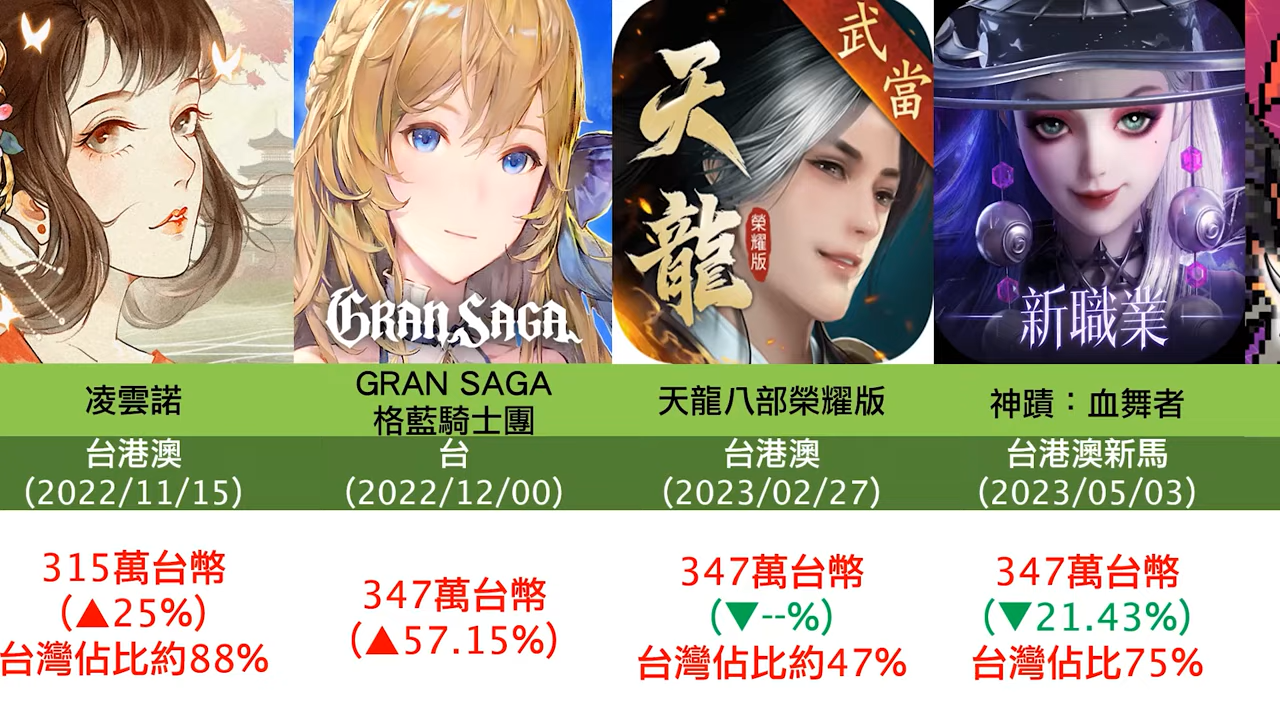 GRAN SAGA
天龍
榮耀版
武當
新職業
凌雲諾
台港澳
(2022/11/15)
315萬台幣
(▲25%)
台灣佔比約88%
GRAN SAGA
格藍騎士團
台
(2022/12/00)
347萬台幣
(▲57.15%)
天龍八部榮耀版
台港澳
(2023/02/27)
347萬台幣
(▼--%)
台灣佔比約47%
神蹟：血舞者
台港澳新馬
(2023/05/03)
347萬台幣
(▼21.43%)
台灣佔比75%